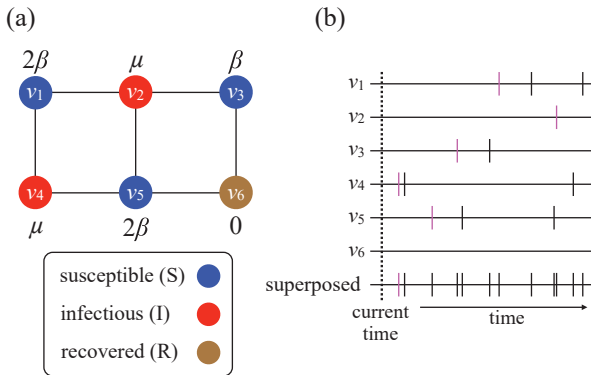 (a)
2β μ β
v1 v2 v3
v4 v5 v6
μ 2β 0
susceptible (S)
infectious (I)
recovered (R)
(b)
v1
v2
v3
v4
v5
v6
superposed
current
time
time